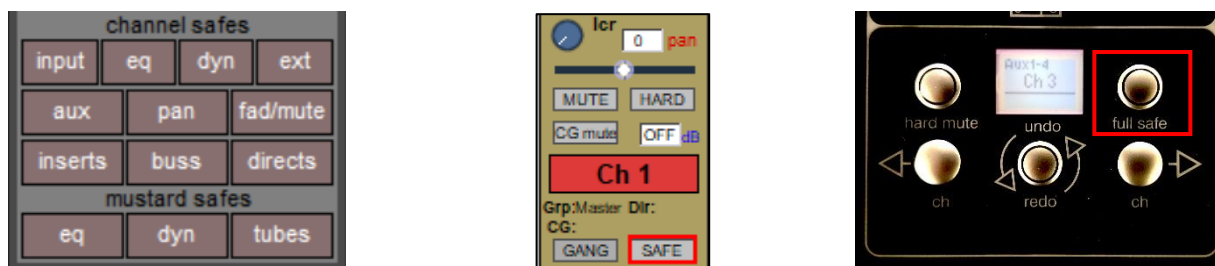 channel safes
input eq dyn ext
aux pan fad/mute
inserts buss directs
mustard safes
eq dyn tubes
lcr
0 pan
MUTE HARD
CG mute OFF dB
Ch 1
Grp:Master Dir:
CG:
GANG SAFE
Aux1-4
Ch 3
hard mute undo full safe
ch redo ch